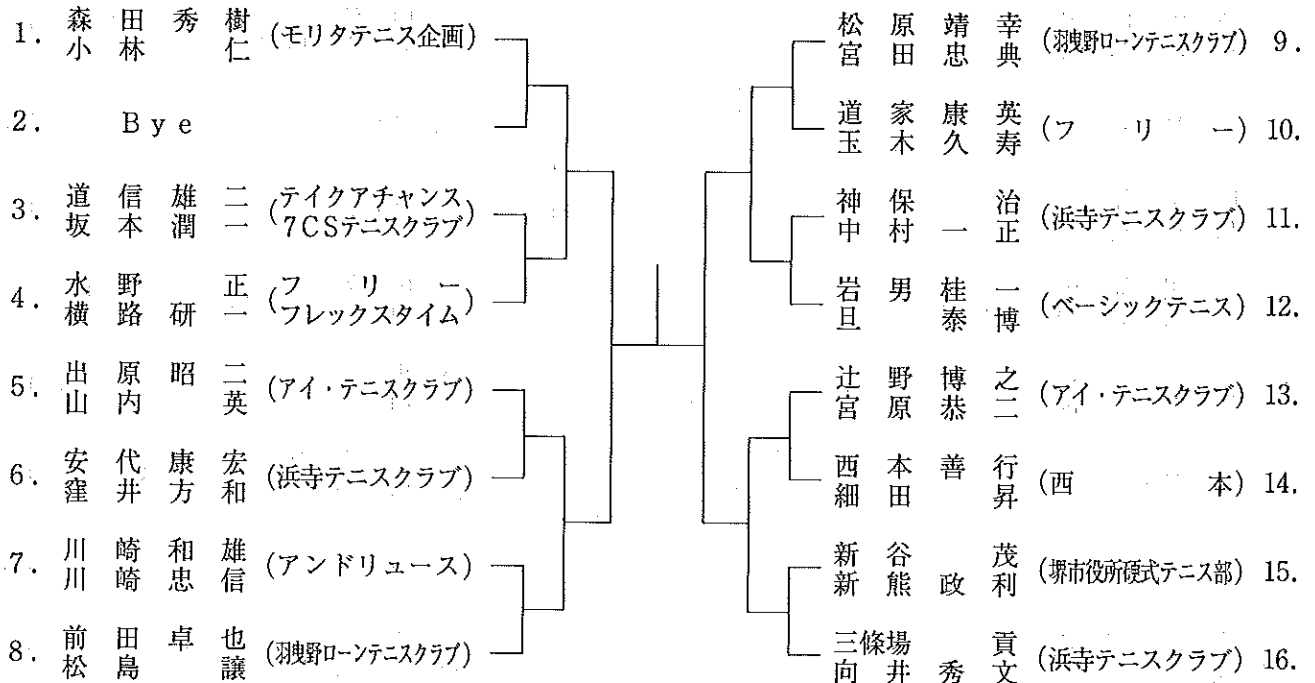 1. 森田秀樹 (モリタテニス企画)
小林仁
2. Bye
3. 道信雄二 (テイクアチャンス
坂本潤一 7CSテニスクラブ)
4. 水野正 (フリー
横路研一 フレックスタイム)
5. 出原昭二 (アイ・テニスクラブ)
山内英
6. 安代康宏 (浜寺テニスクラブ)
窪井方和
7. 川崎和雄 (アンドリュース)
川崎忠信
8. 前田卓也 (羽曳野ローンテニスクラブ)
松島譲
松原靖幸 (羽曳野ローンテニスクラブ) 9.
宮田忠典
道家康英 (フリー) 10.
玉木久寿
神保治 (浜寺テニスクラブ) 11.
中村一正
岩男桂一 (ベーシックテニス) 12.
旦泰博
辻野博之 (アイ・テニスクラブ) 13.
宮原恭二
西本善行 (西本) 14.
細田昇
新谷茂 (堺市役所硬式テニス部) 15.
新熊政利
三條場貢 (浜寺テニスクラブ) 16.
向井秀文